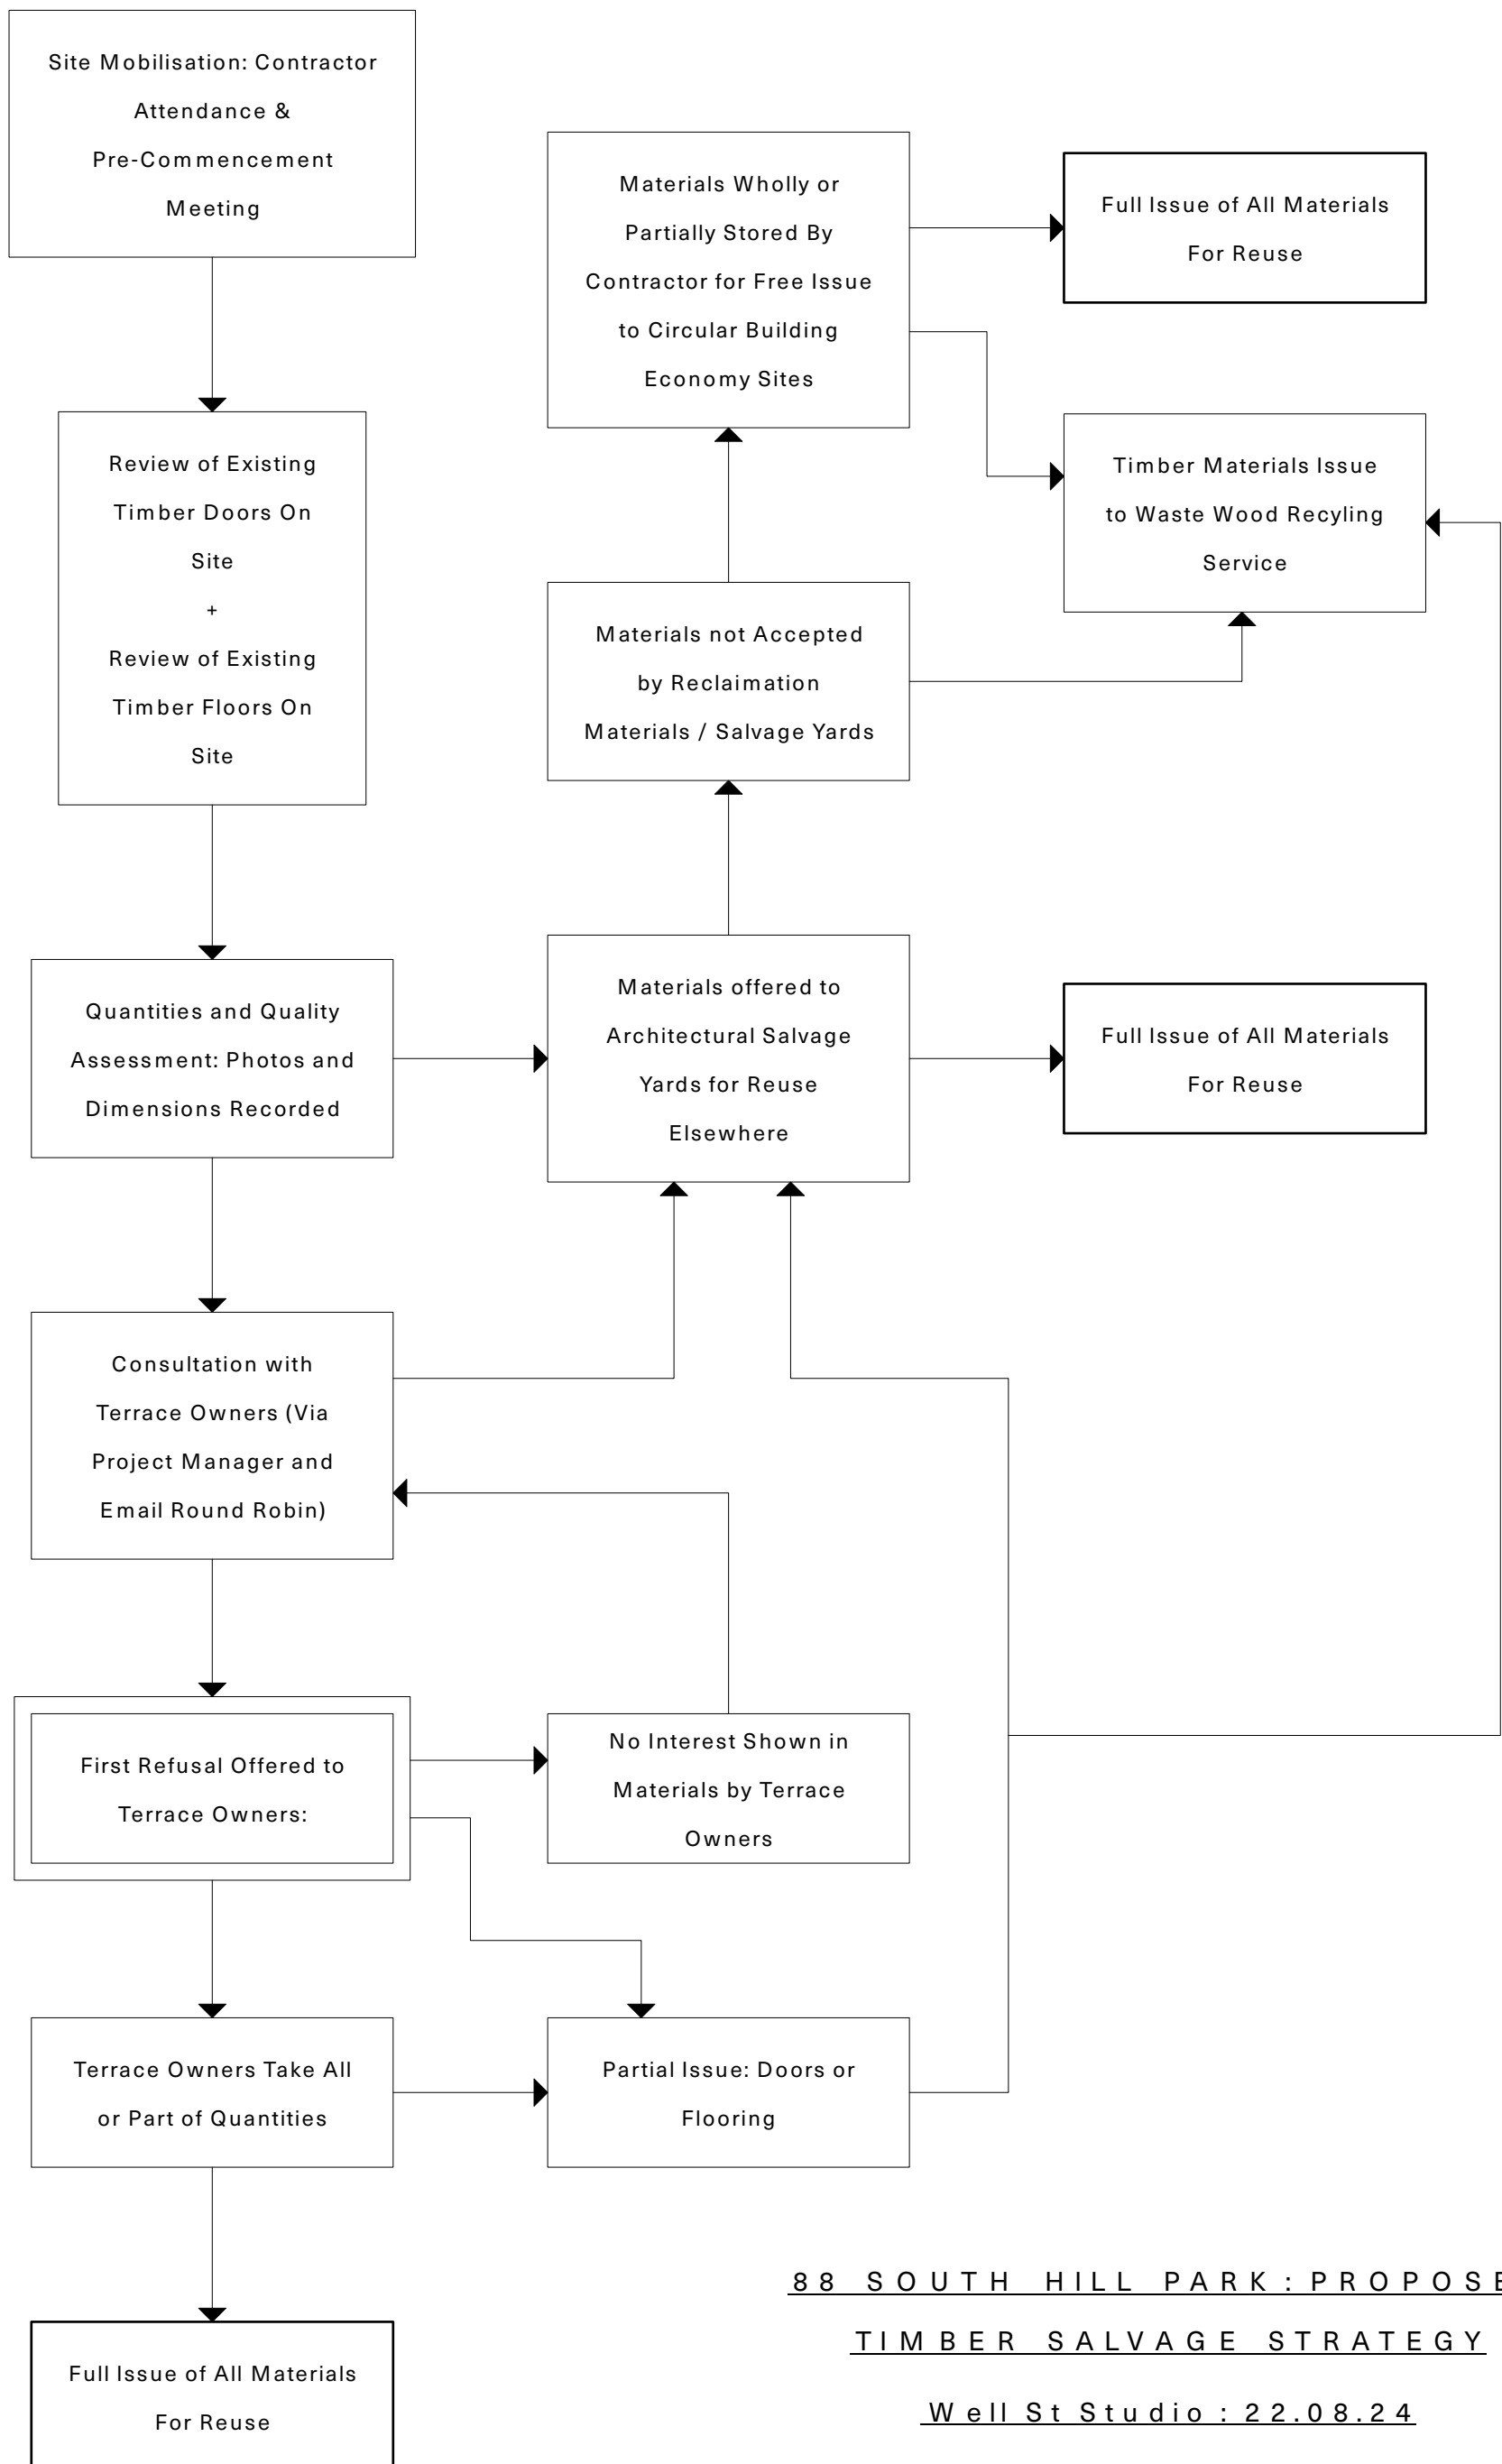 Site Mobilisation: Contractor
Attendance &
Pre-Commencement
Meeting
Review of Existing
Timber Doors On
Site
+
Review of Existing
Timber Floors On
Site
Quantities and Quality
Assessment: Photos and
Dimensions Recorded
Consultation with
Terrace Owners (Via
Project Manager and
Email Round Robin)
First Refusal Offered to
Terrace Owners:
Terrace Owners Take All
or Part of Quantities
Full Issue of All Materials
For Reuse
Materials Wholly or
Partially Stored By
Contractor for Free Issue
to Circular Building
Economy Sites
Materials not Accepted
by Reclamation
Materials / Salvage Yards
Materials offered to
Architectural Salvage
Yards for Reuse
Elsewhere
No Interest Shown in
Materials by Terrace
Owners
Partial Issue: Doors or
Flooring
Full Issue of All Materials
For Reuse
Timber Materials Issue
to Waste Wood Recyling
Service
Full Issue of All Materials
For Reuse
88 SOUTH HILL PARK : PROPOSE
TIMBER SALVAGE STRATEGY
Well St Studio : 22.08.24